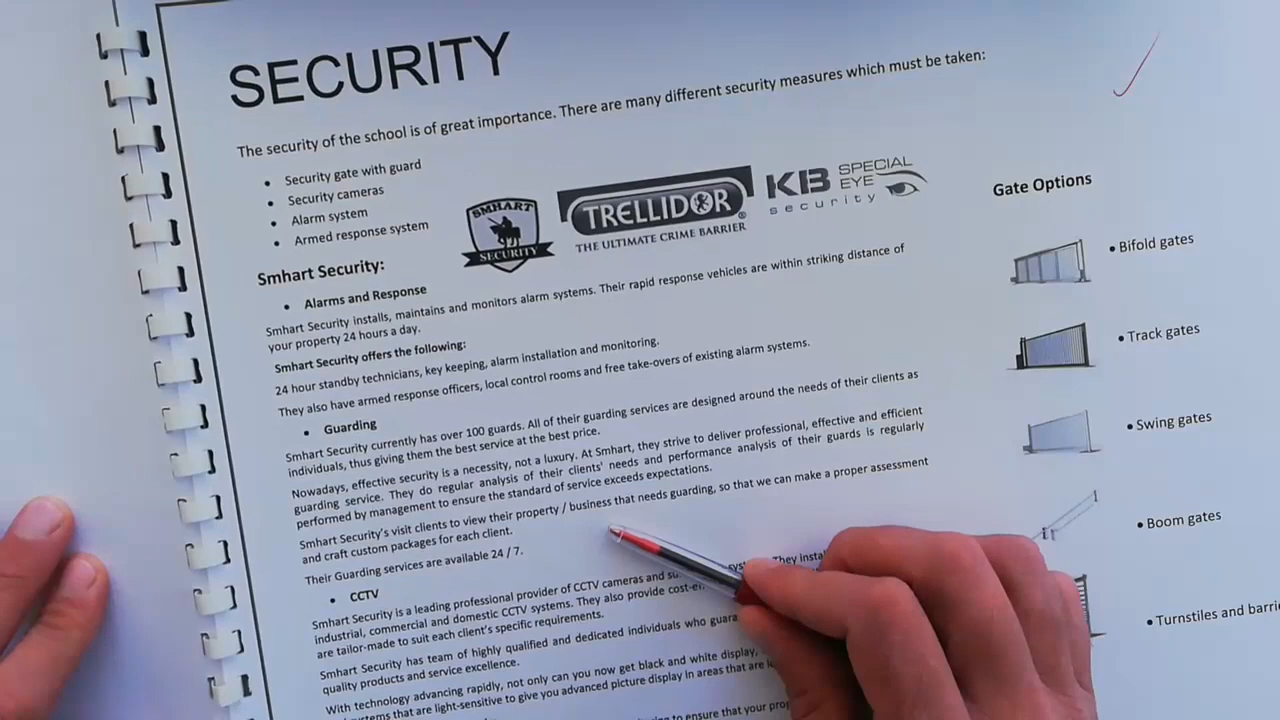 SECURITY
The security of the school is of great importance. There are many different security measures which must be taken:
• Security gate with guard
• Security cameras
• Alarm system
• Armed response system
SMHART
SECURITY
TRELLIDOR®
THE ULTIMATE CRIME BARRIER
KB SPECIAL
EYE
security
Smhart Security:
• Alarms and Response
Smhart Security installs, maintains and monitors alarm systems. Their rapid response vehicles are within striking distance of
your property 24 hours a day.
Smhart Security offers the following:
24 hour standby technicians, key keeping, alarm installation and monitoring.
They also have armed response officers, local control rooms and free take-overs of existing alarm systems.
• Guarding
Smhart Security currently has over 100 guards. All of their guarding services are designed around the needs of their clients as
individuals, thus giving them the best service at the best price.
Nowadays, effective security is a necessity, not a luxury. At Smhart, they strive to deliver professional, effective and efficient
guarding service. They do regular analysis of their clients' needs and performance analysis of their guards is regularly
performed by management to ensure the standard of service exceeds expectations.
Smhart Security's visit clients to view their property / business that needs guarding, so that we can make a proper assessment
and craft custom packages for each client.
Their Guarding services are available 24 / 7.
• CCTV
Smhart Security is a leading professional provider of CCTV cameras and They
industrial, commercial and domestic CCTV systems. They also provide
are tailor-made to suit each client's specific requirements.
Smhart Security has team of highly qualified and dedicated individuals who
quality products and service excellence.
With technology advancing rapidly, not only can you now get black and white display,
that are light-sensitive to give you advanced picture display in areas that are
to ensure that your
Gate Options
• Bifold gates
• Track gates
• Swing gates
• Boom gates
• Turnstiles and